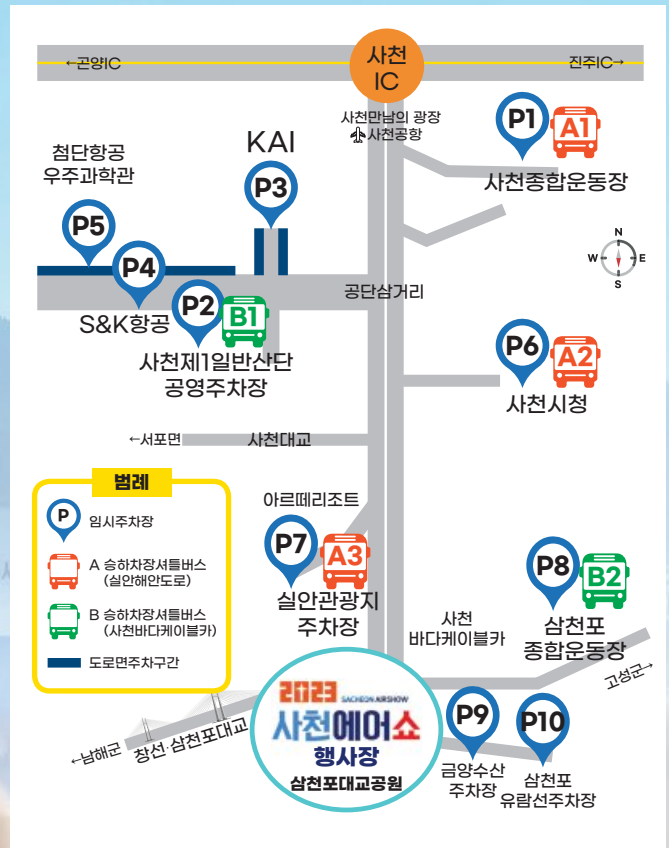 ←곤양IC
사천
IC
진주IC→
사천만남의 광장
사천공항
P1
A1
사천종합운동장
KAI
첨단항공
우주과학관
P3
P5
P4
S&K항공
P2
B1
사천제1일반산단
공영주차장
공단삼거리
N
W
E
S
P6
A2
사천시청
←서포면
사천대교
범례
P
임시주차장
A 승하차장셔틀버스
(실안해안도로)
B 승하차장셔틀버스
(사천바다케이블카)
도로면주차구간
아르떼리조트
P7
A3
실안관광지
주차장
사천
바다케이블카
P8
B2
삼천포
종합운동장
고성군→
←남해군
창선·삼천포대교
2023 SACHEON AIRSHOW
사천에어쇼
행사장
삼천포대교공원
P9
금양수산
주차장
P10
삼천포
유람선주차장